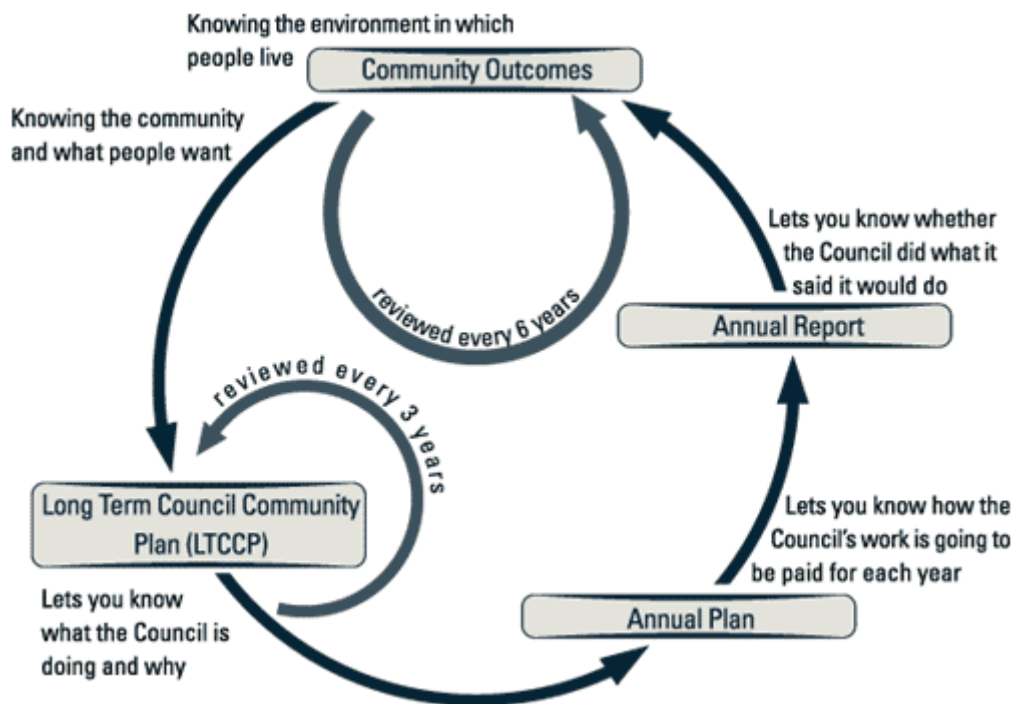 Knowing the environment in which
people live
Community Outcomes
Knowing the community
and what people want
Lets you know whether
the Council did what it
said it would do
reviewed every 6 years
Annual Report
reviewed every 3 years
Long Term Council Community
Plan (LTCCP)
Lets you know how the
Council's work is going to
be paid for each year
Lets you know
what the Council is
doing and why
Annual Plan